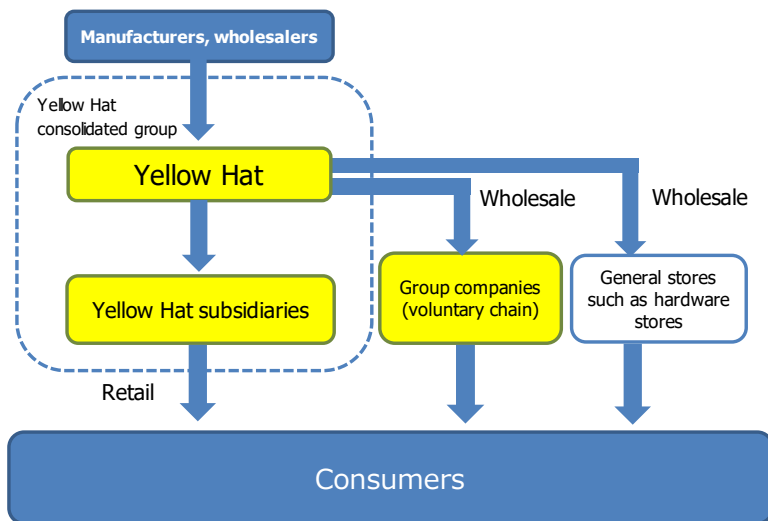 Manufacturers, wholesalers
Yellow Hat
consolidated group
Yellow Hat
Wholesale
Wholesale
Yellow Hat subsidiaries
Group companies
(voluntary chain)
General stores
such as hardware
stores
Retail
Consumers